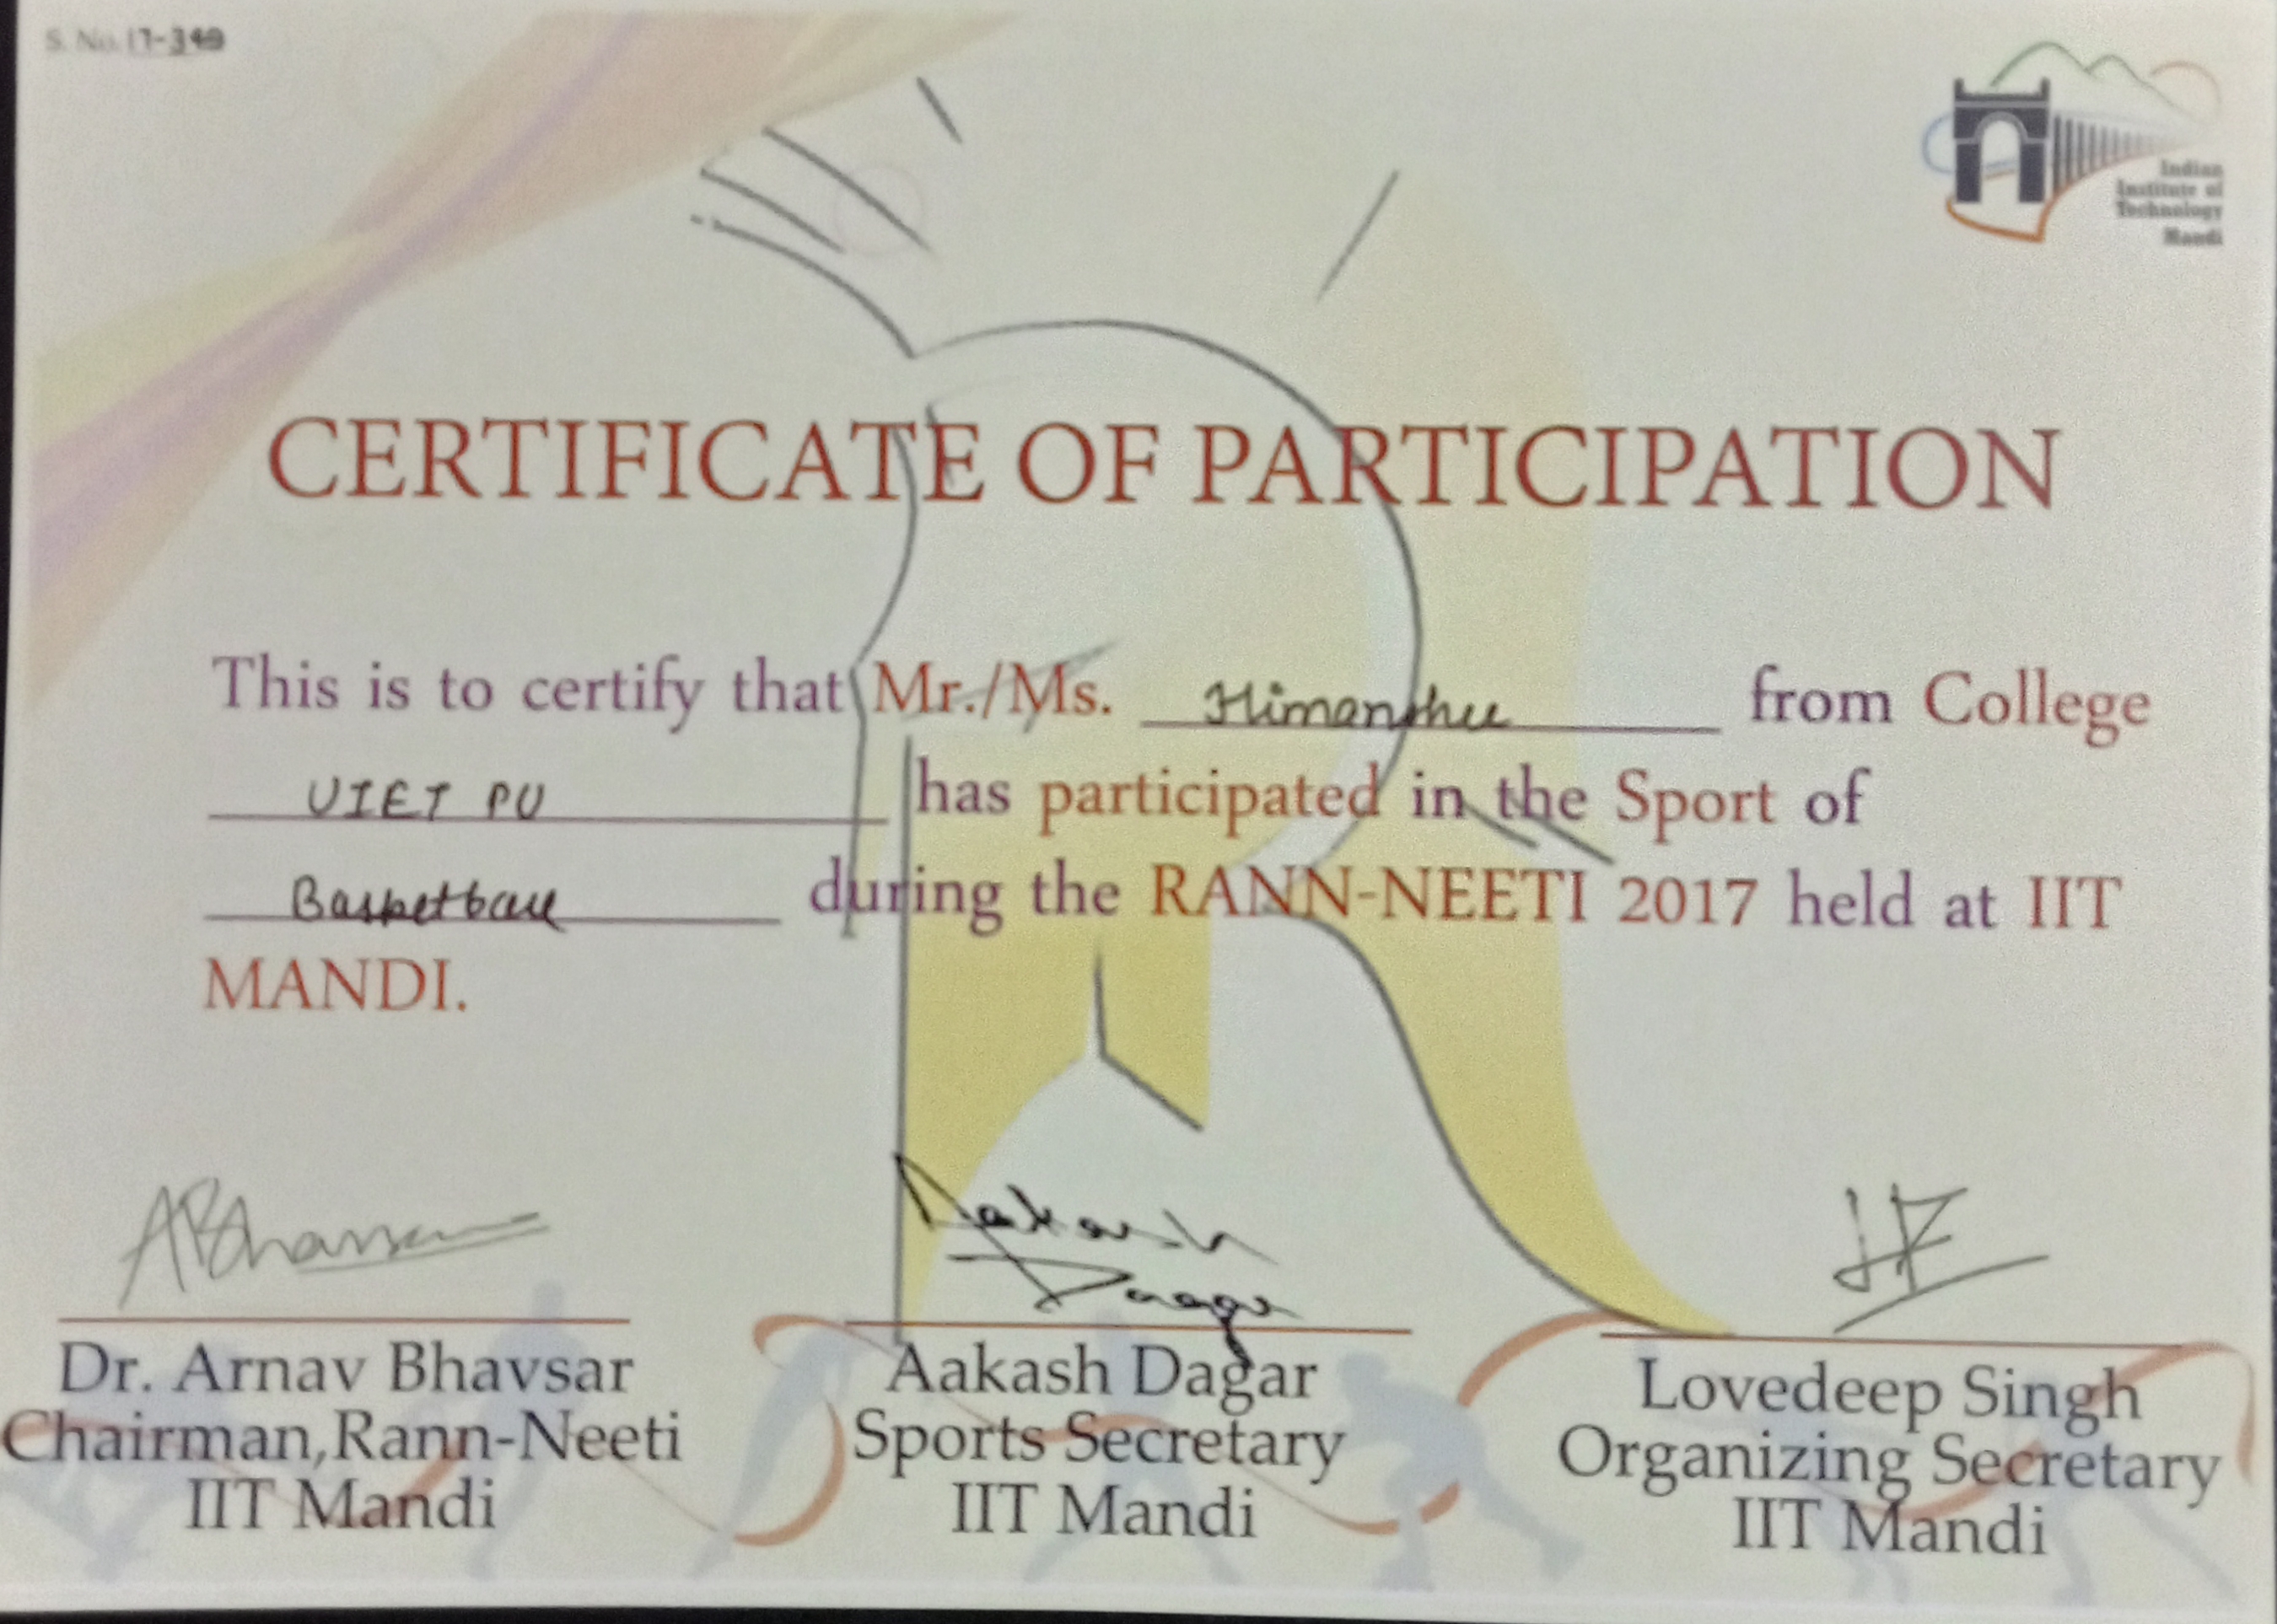 S. No. 17-
Indian
Institute of
Technology
Mandi
CERTIFICATE OF PARTICIPATION
This is to certify that Mr./Ms. Himanshu from College
UIET PU has participated in the Sport of
Basketball during the RANN-NEETI 2017 held at IIT
MANDI.
ABhavsar Aakash Dagar
Dr. Arnav Bhavsar Aakash Dagar Lovedeep Singh
Chairman,Rann-Neeti Sports Secretary Organizing Secretary
IIT Mandi IIT Mandi IIT Mandi